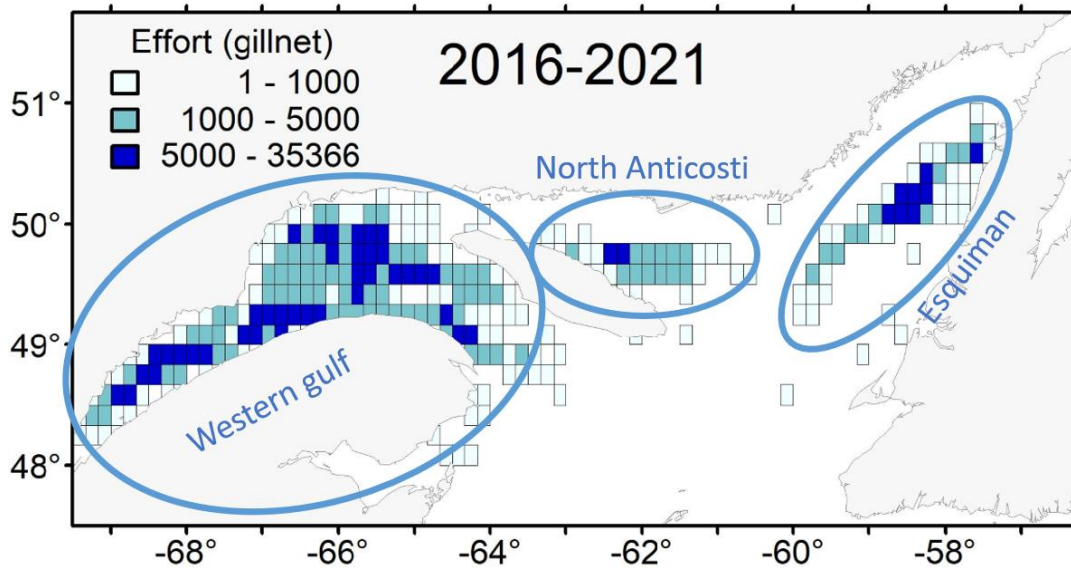 Effort (gillnet)
1 - 1000
1000 - 5000
5000 - 35366
2016-2021
North Anticosti
Western gulf
Esquiman
51°
50°
49°
48°
-68°
-66°
-64°
-62°
-60°
-58°